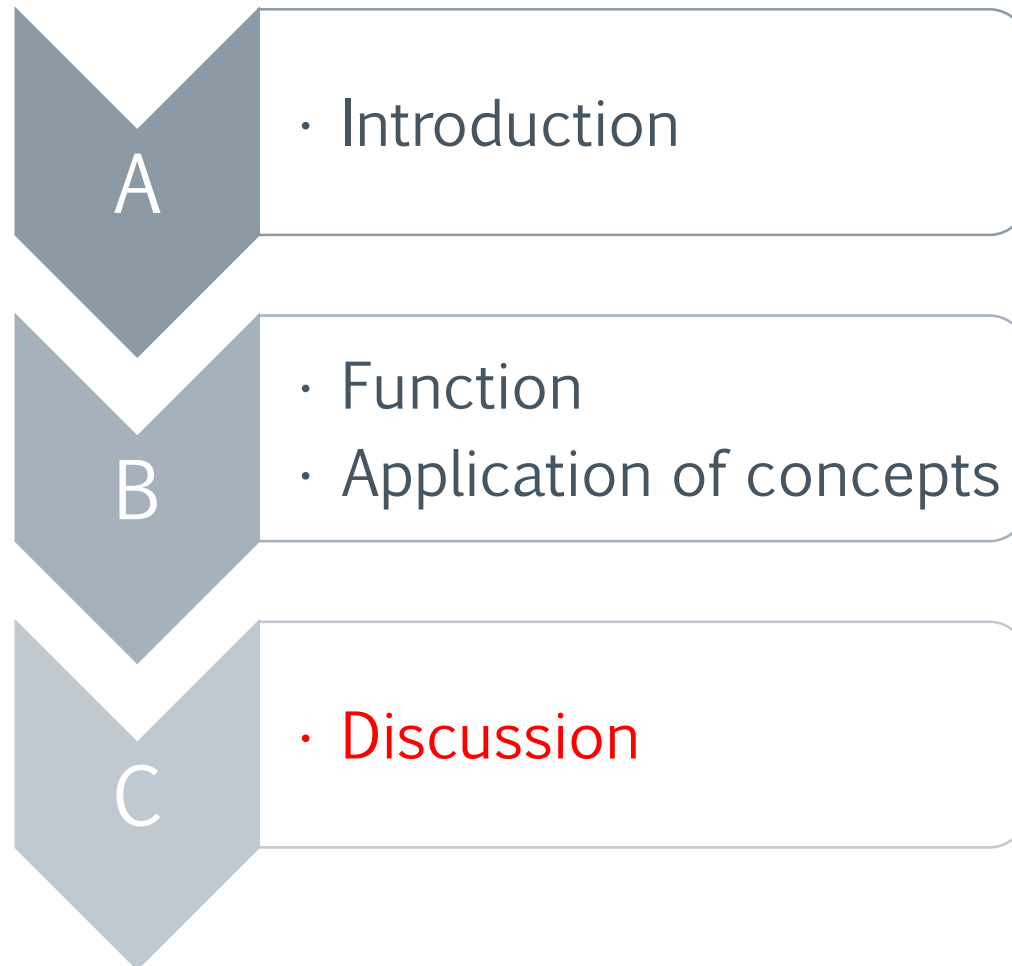 A
· Introduction
B
· Function
· Application of concepts
C
· Discussion